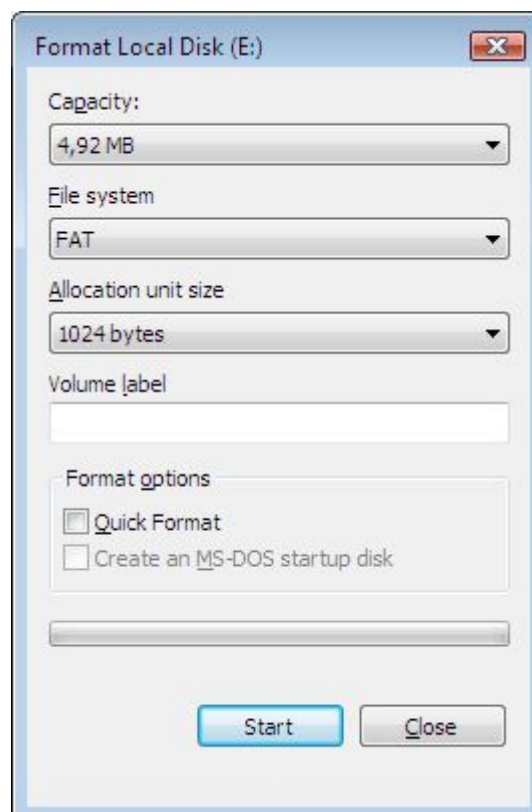 Format Local Disk (E:)
Capacity:
4,92 MB
File system
FAT
Allocation unit size
1024 bytes
Volume label
Format options
Quick Format
Create an MS-DOS startup disk
Start
Close